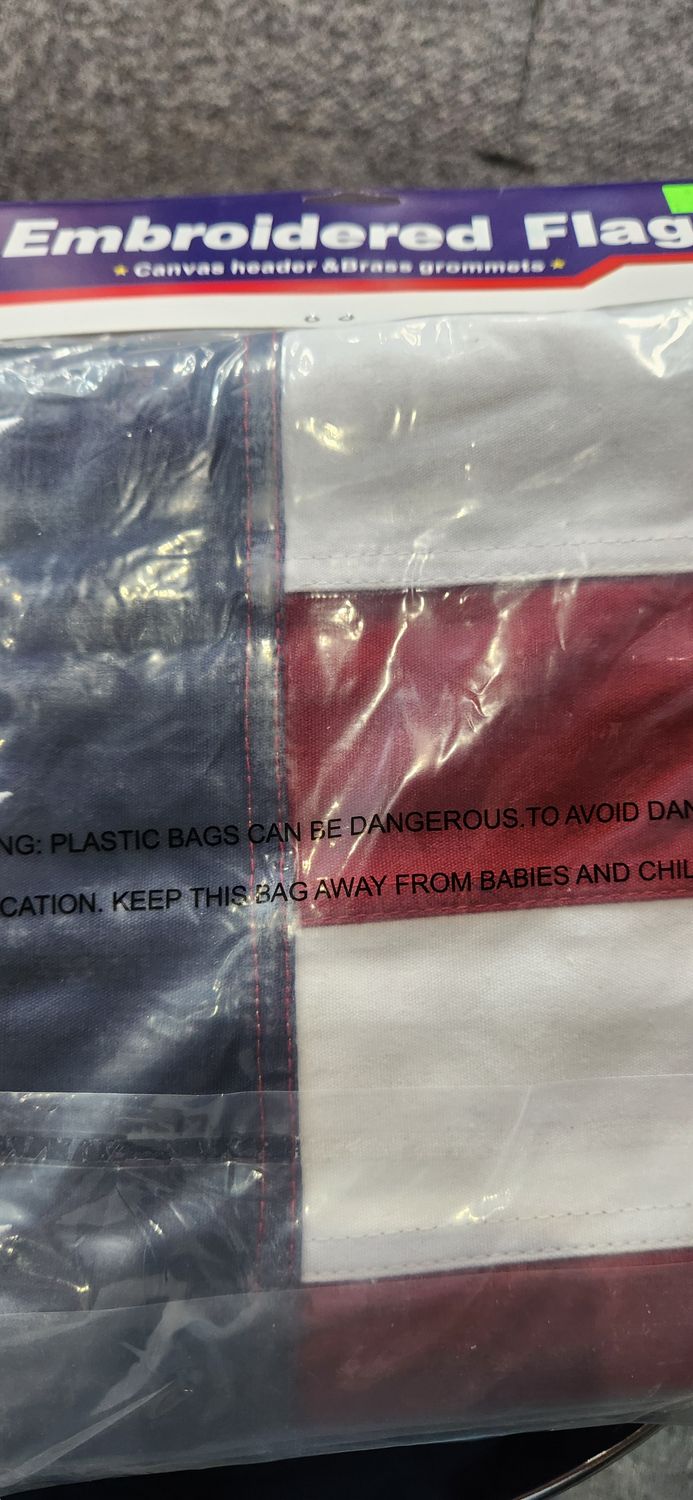 Embroidered Flag
★ Canvas header &Brass grommets ★
NG: PLASTIC BAGS CAN BE DANGEROUS.TO AVOID DAN
CATION. KEEP THIS BAG AWAY FROM BABIES AND CHIL